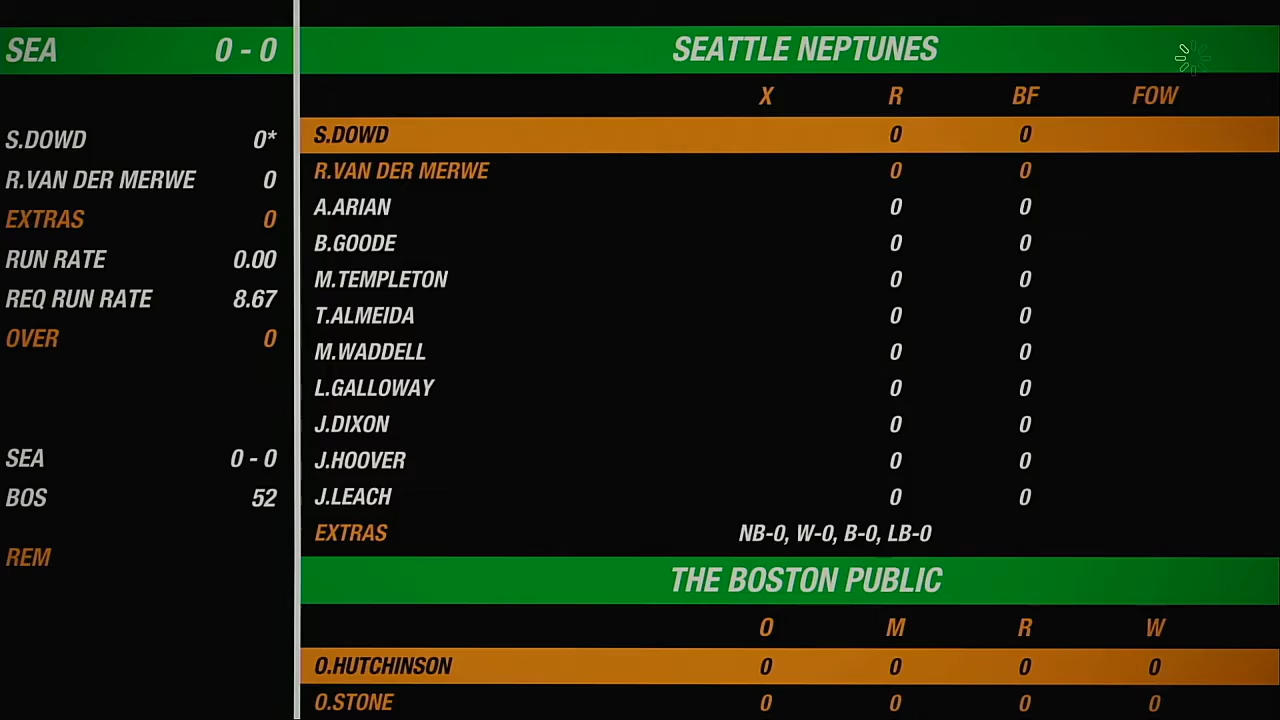 SEA 0 - 0
S.DOWD 0*
R.VAN DER MERWE 0
EXTRAS 0
RUN RATE 0.00
REQ RUN RATE 8.67
OVER 0
SEA 0 - 0
BOS 52
REM
SEATTLE NEPTUNES
X R BF FOW
S.DOWD 0 0
R.VAN DER MERWE 0 0
A.ARIAN 0 0
B.GOODE 0 0
M.TEMPLETON 0 0
T.ALMEIDA 0 0
M.WADDELL 0 0
L.GALLOWAY 0 0
J.DIXON 0 0
J.HOOVER 0 0
J.LEACH 0 0
EXTRAS NB-0, W-0, B-0, LB-0
THE BOSTON PUBLIC
O M R W
O.HUTCHINSON 0 0 0 0
O.STONE 0 0 0 0